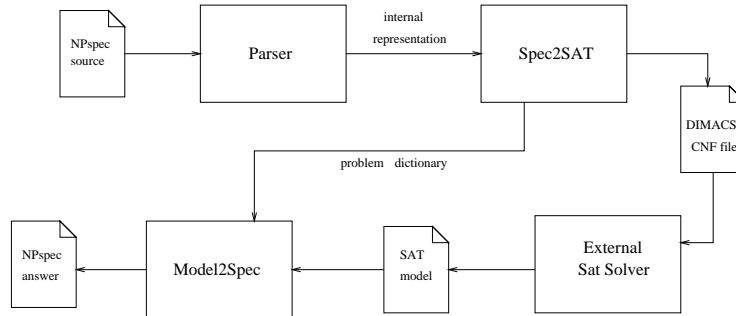 NPspec
source
Parser
internal
representation
Spec2SAT
DIMACS
CNF file
problem dictionary
NPspec
answer
Model2Spec
SAT
model
External
Sat Solver